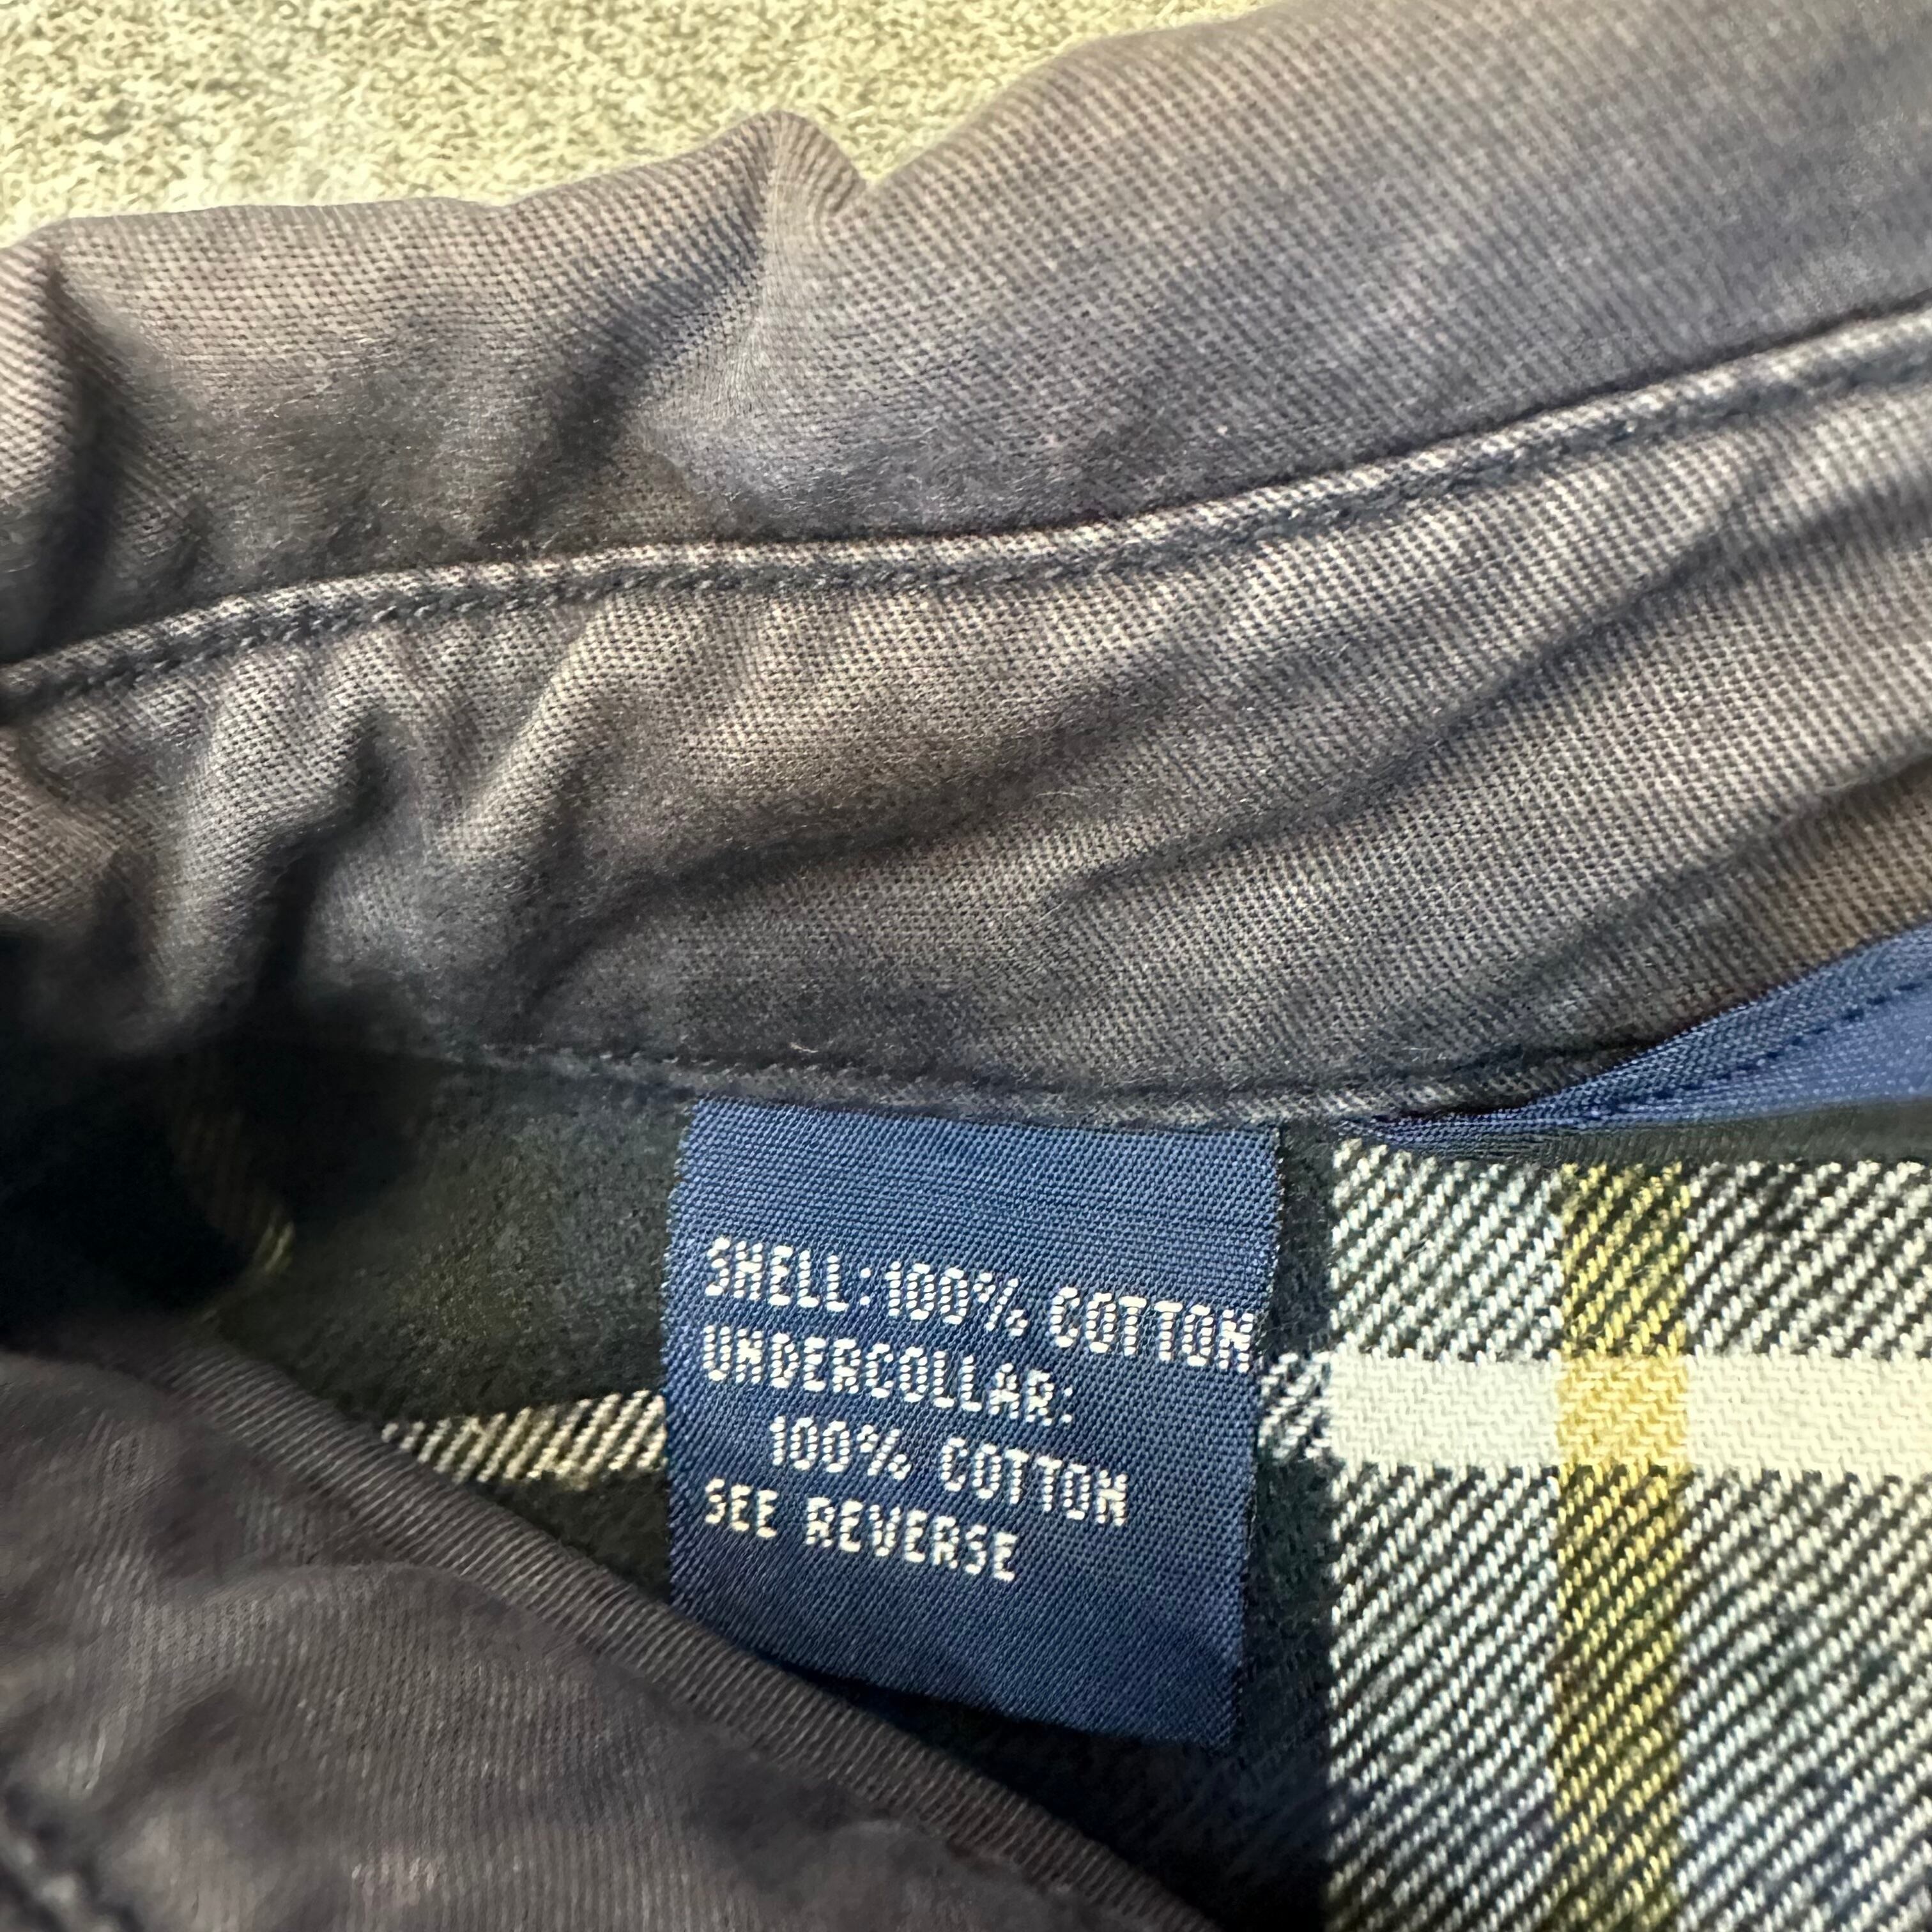 SHELL: 100% COTTON
UNDERCOLLAR:
100% COTTON
SEE REVERSE